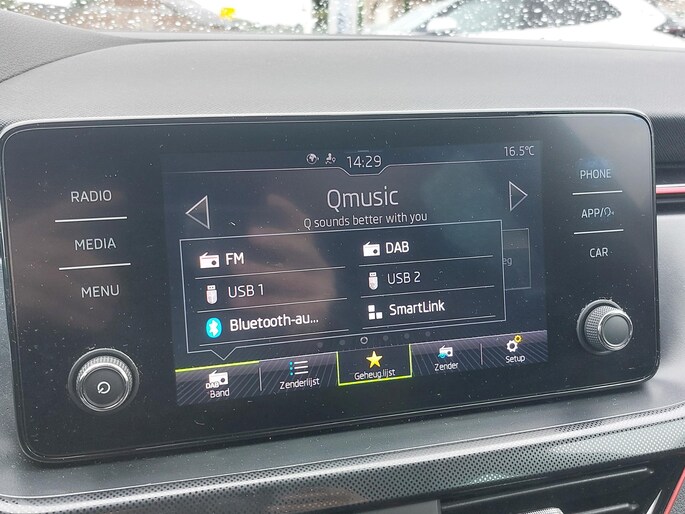 14:29
16.5°C
RADIO
MEDIA
MENU
PHONE
APP/
CAR
Qmusic
Q sounds better with you
FM
DAB
USB 1
USB 2
Bluetooth-au...
SmartLink
eg
DAB
Band
Zenderlijst
Geheug.lijst
Zender
Setup